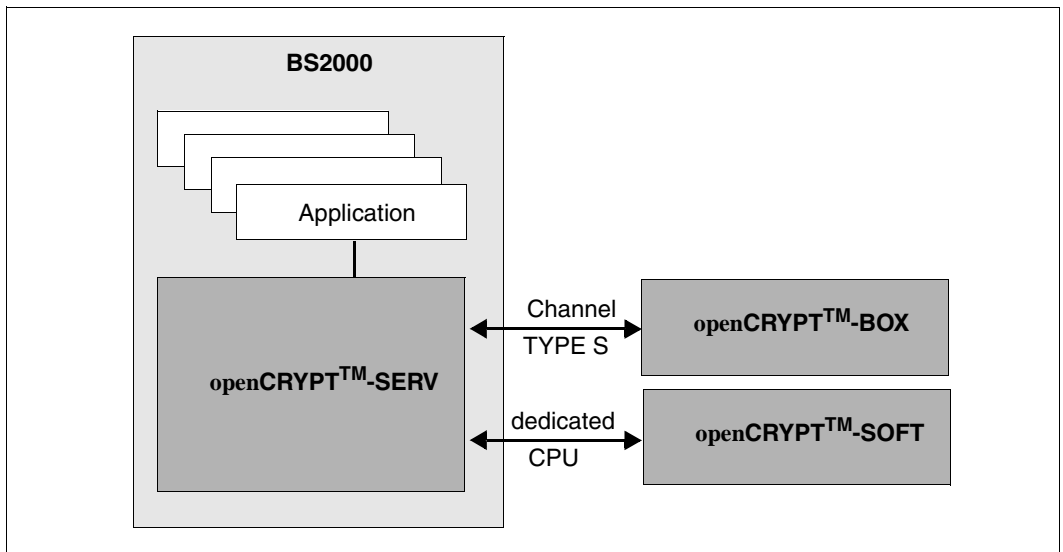 BS2000
Application
openCRYPT™-SERV
Channel
TYPE S
openCRYPT™-BOX
dedicated
CPU
openCRYPT™-SOFT